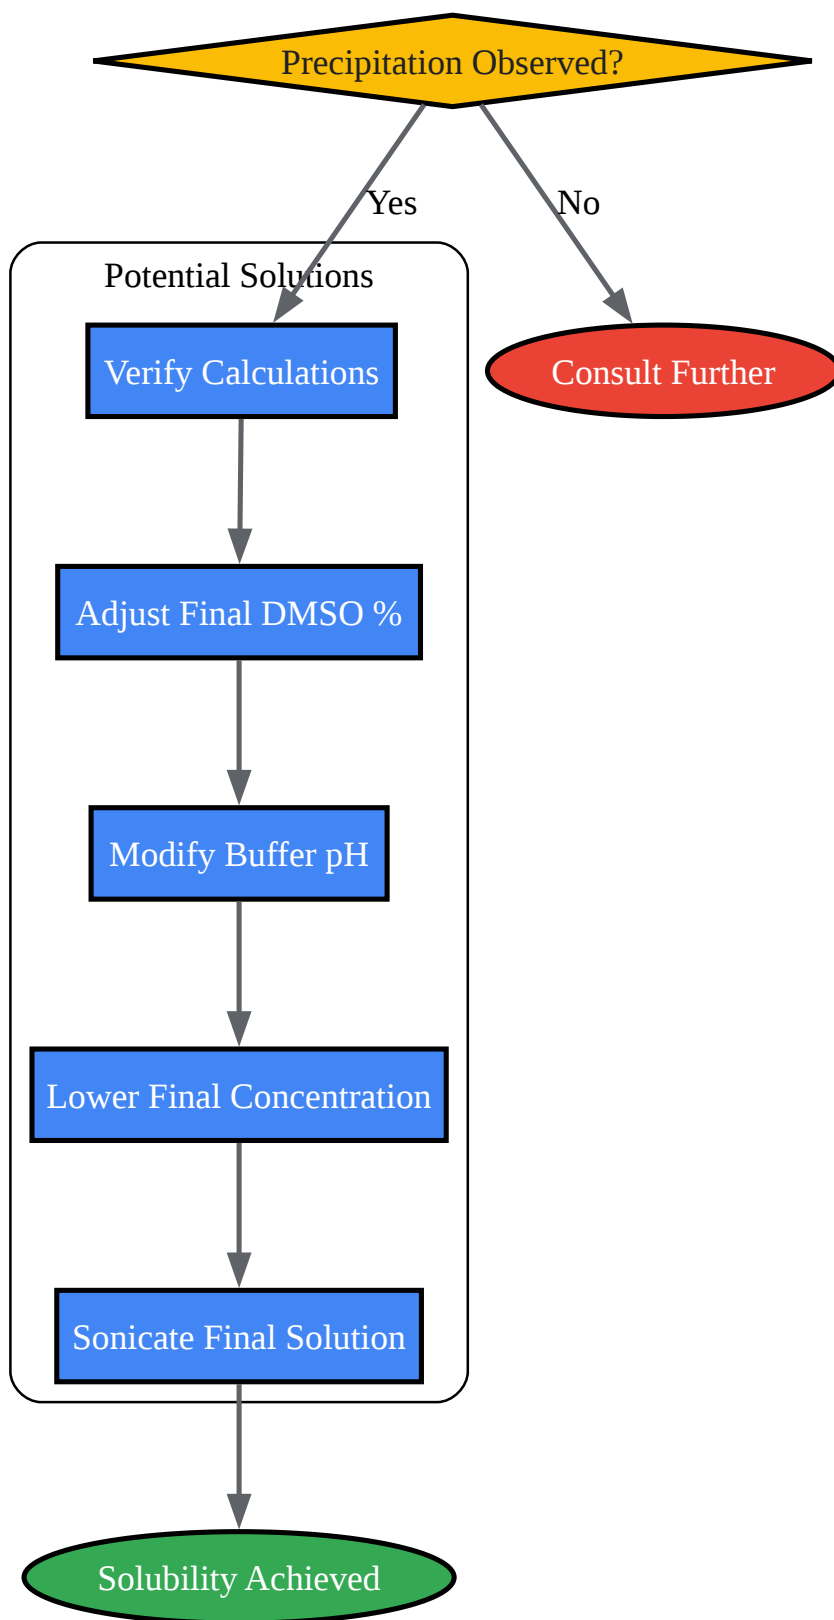 Precipitation Observed?
Yes
No
Potential Solutions
Verify Calculations
Consult Further
Adjust Final DMSO %
Modify Buffer pH
Lower Final Concentration
Sonicate Final Solution
Solubility Achieved